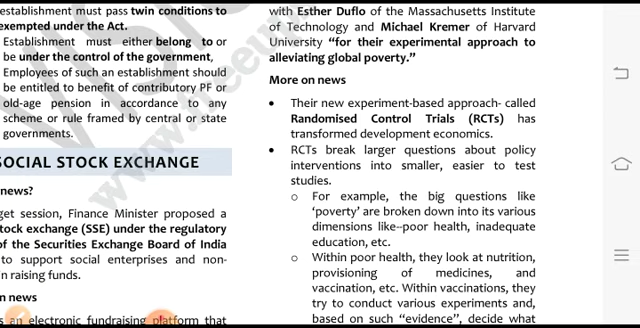 establishment must pass twin conditions to
exempted under the Act.
Establishment must either belong to or
be under the control of the government,
Employees of such an establishment should
be entitled to benefit of contributory PF or
old-age pension in accordance to any
scheme or rule framed by central or state
governments.
SOCIAL STOCK EXCHANGE
news?
get session, Finance Minister proposed a
tock exchange (SSE) under the regulatory
of the Securities Exchange Board of India
to support social enterprises and non-
n raising funds.
n news
s an electronic fundraising platform that
with Esther Duflo of the Massachusetts Institute
of Technology and Michael Kremer of Harvard
University “for their experimental approach to
alleviating global poverty.”
More on news
• Their new experiment-based approach- called
Randomised Control Trials (RCTs) has
transformed development economics.
• RCTs break larger questions about policy
interventions into smaller, easier to test
studies.
o For example, the big questions like
‘poverty’ are broken down into its various
dimensions like--poor health, inadequate
education, etc.
o Within poor health, they look at nutrition,
provisioning of medicines, and
vaccination, etc. Within vaccinations, they
try to conduct various experiments and,
based on such “evidence”, decide what